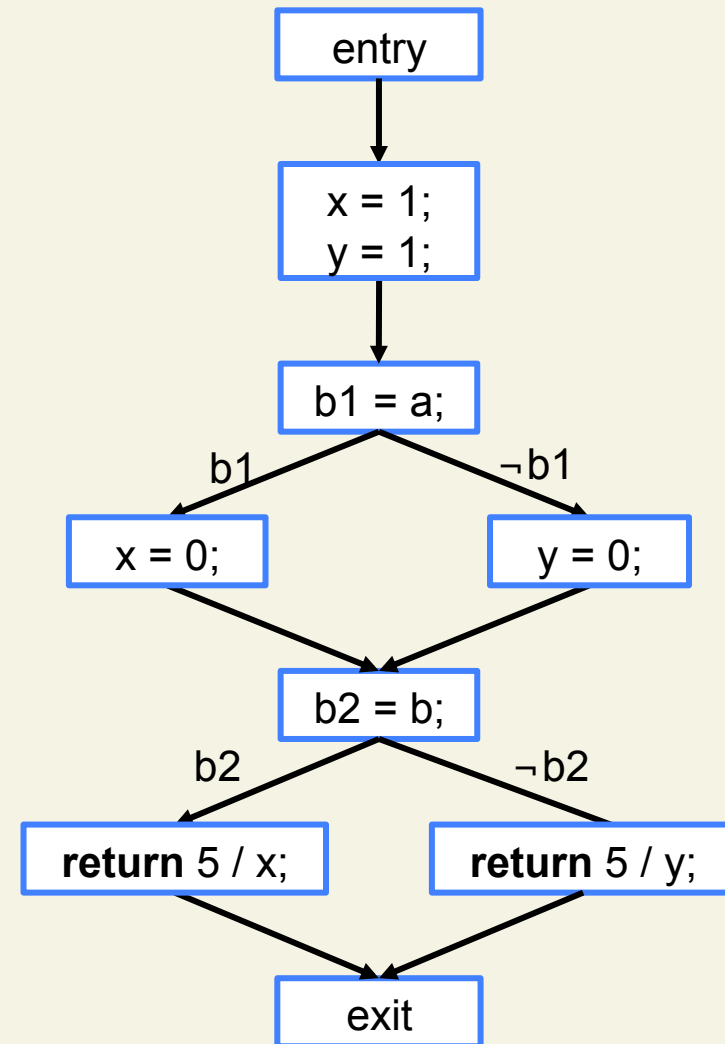 entry
x = 1;
y = 1;
b1 = a;
b1
¬b1
x = 0;
y = 0;
b2 = b;
b2
¬b2
return 5 / x;
return 5 / y;
exit